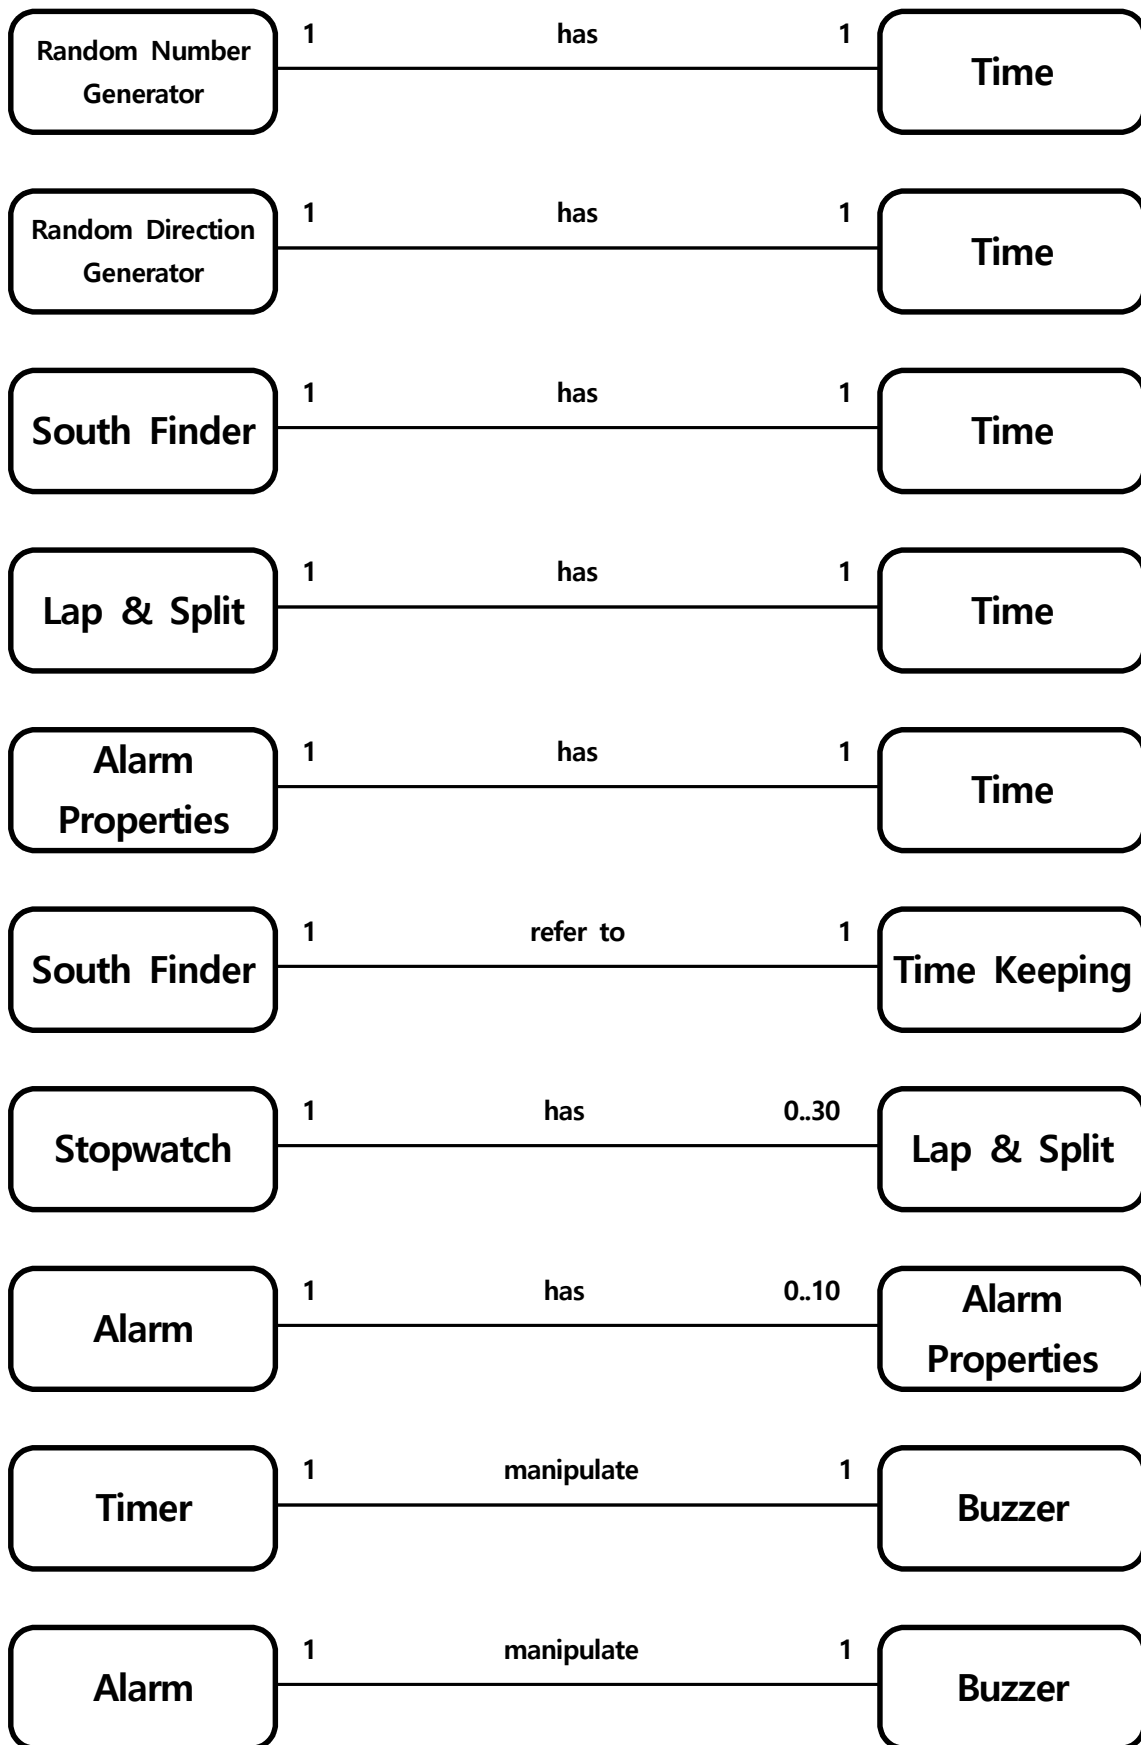 1 has 1
Random Number
Generator
Time
1 has 1
Random Direction
Generator
Time
1 has 1
South Finder
Time
1 has 1
Lap & Split
Time
1 has 1
Alarm
Properties
Time
1 refer to 1
South Finder
Time Keeping
1 has 0..30
Stopwatch
Lap & Split
1 has 0..10
Alarm
Alarm
Properties
1 manipulate 1
Timer
Buzzer
1 manipulate 1
Alarm
Buzzer